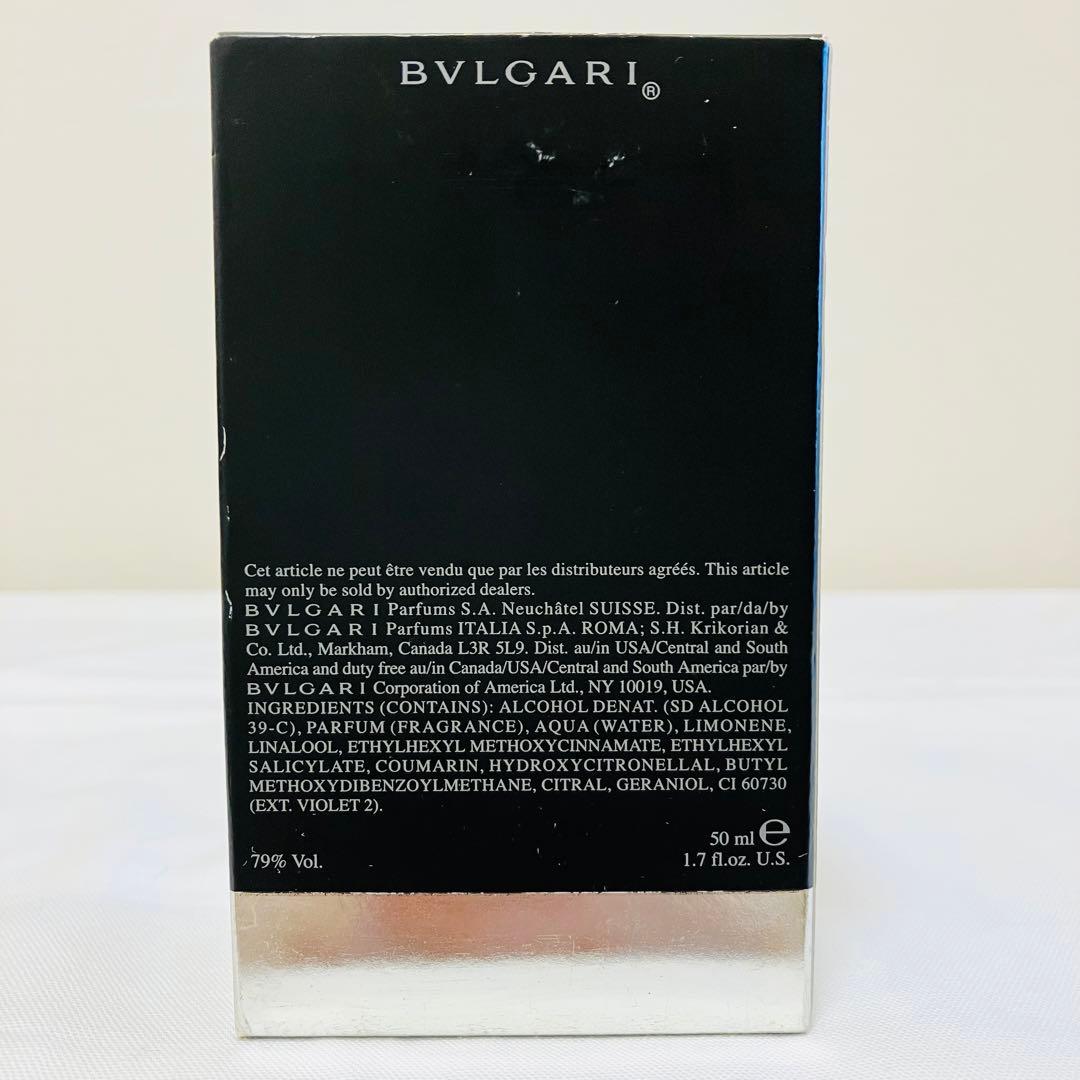 BVLGARI®
Cet article ne peut être vendu que par les distributeurs agréés. This article
may only be sold by authorized dealers.
BVLGARI Parfums S.A. Neuchâtel SUISSE. Dist. par/da/by
BVLGARI Parfums ITALIA S.p.A. ROMA; S.H. Krikorian &
Co. Ltd., Markham, Canada L3R 5L9. Dist. au/in USA/Central and South
America and duty free au/in Canada/USA/Central and South America par/by
BVLGARI Corporation of America Ltd., NY 10019, USA.
INGREDIENTS (CONTAINS): ALCOHOL DENAT. (SD ALCOHOL
39-C), PARFUM (FRAGRANCE), AQUA (WATER), LIMONENE,
LINALOOL, ETHYLHEXYL METHOXYCINNAMATE, ETHYLHEXYL
SALICYLATE, COUMARIN, HYDROXYCITRONELLAL, BUTYL
METHOXYDIBENZOYLMETHANE, CITRAL, GERANIOL, CI 60730
(EXT. VIOLET 2).
50 ml ℮
79% Vol. 1.7 fl.oz. U.S.